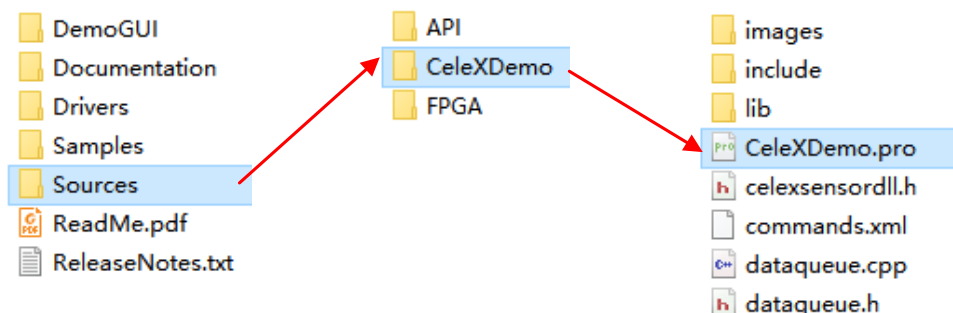 DemoGUI
Documentation
Drivers
Samples
Sources
ReadMe.pdf
ReleaseNotes.txt
API
CeleXDemo
FPGA
images
include
lib
CeleXDemo.pro
celexsensordll.h
commands.xml
dataqueue.cpp
dataqueue.h